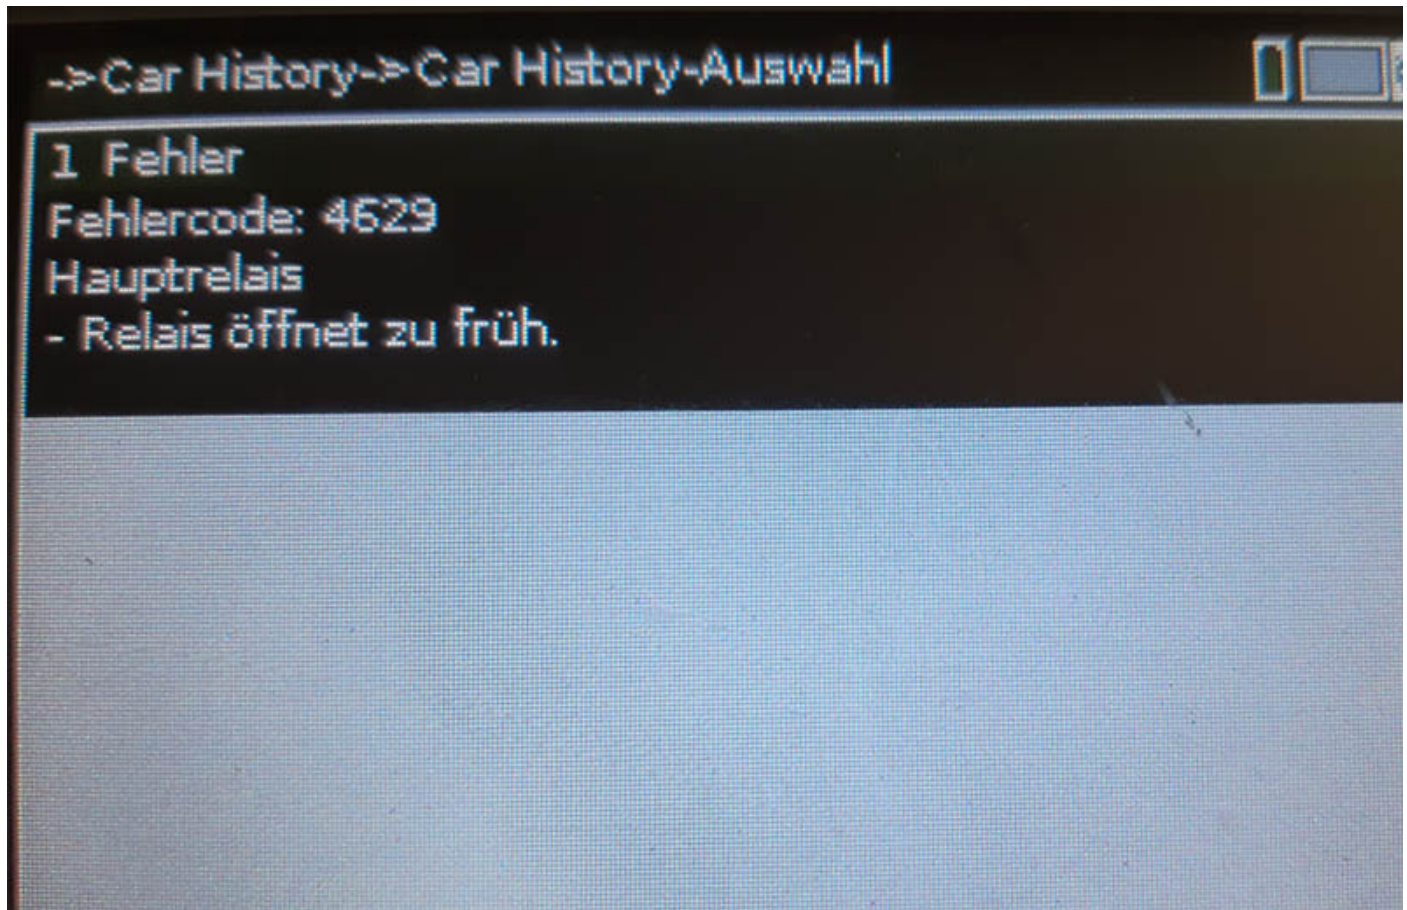 ->Car History->Car History-Auswahl
1 Fehler
Fehlercode: 4629
Hauptrelais
- Relais öffnet zu früh.